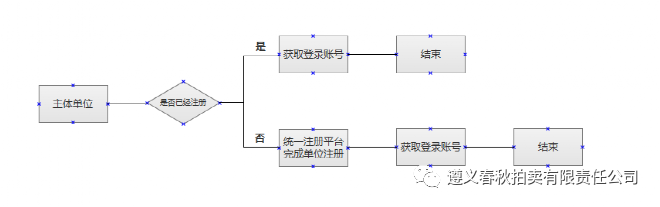 是
获取登录账号
结束
主体单位
是否已经注册
否
统一注册平台
完成单位注册
获取登录账号
结束
遵义春秋拍卖有限责任公司